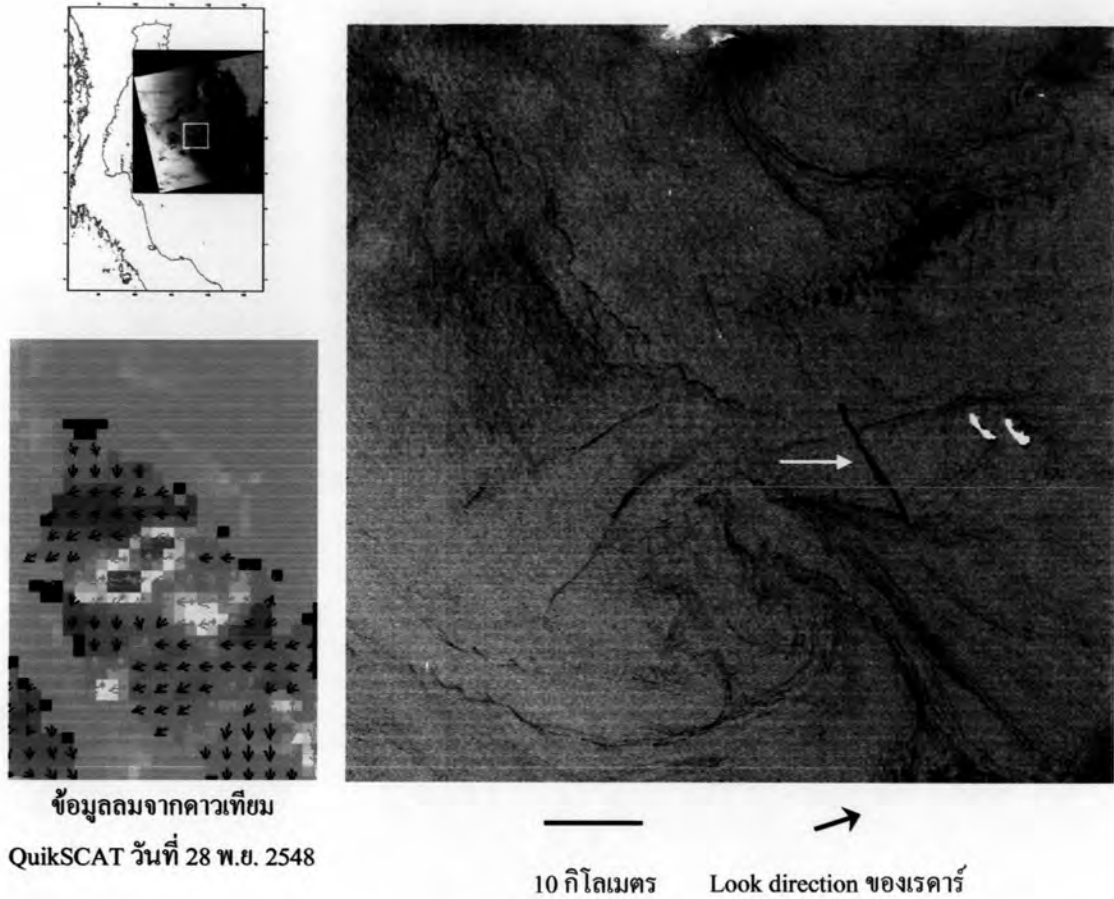 ข้อมูลลมจากดาวเทียม
QuikSCAT วันที่ 28 พ.ย. 2548
10 กิโลเมตร
Look direction ของเรดาร์